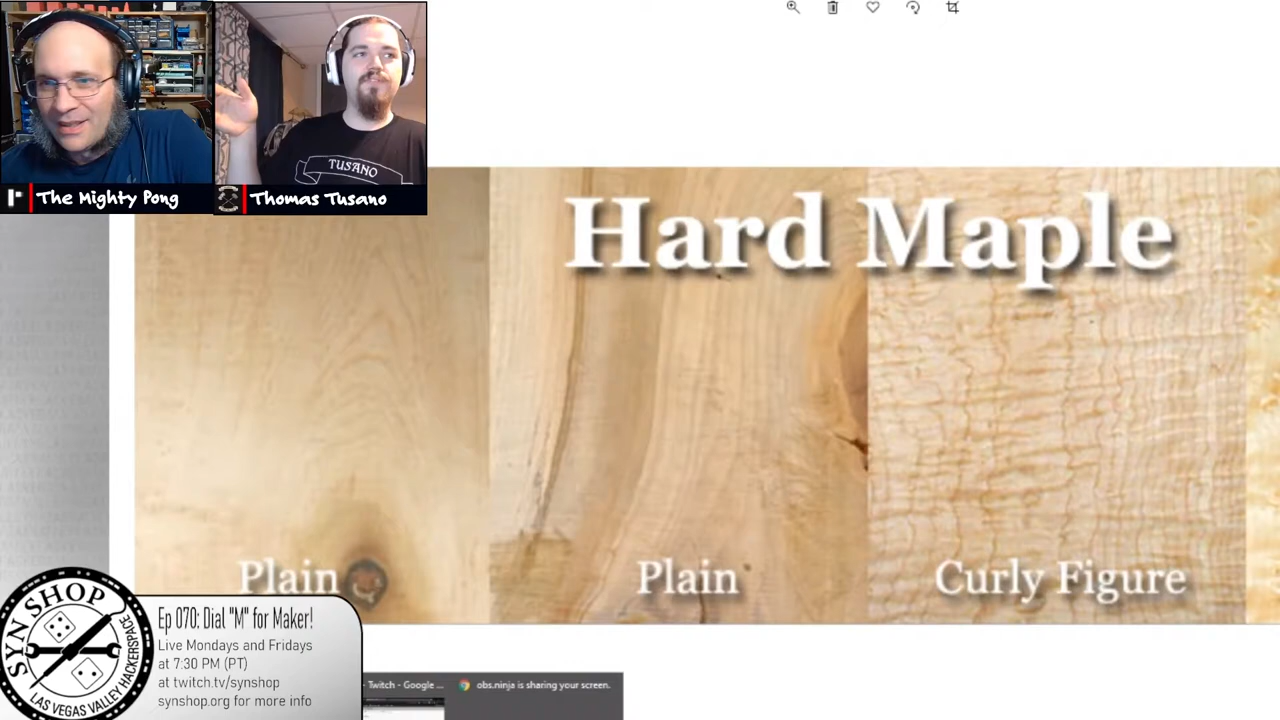 TUSANO
The Mighty Pong
Thomas Tusano
Hard Maple
Plain
Plain
Curly Figure
SYN SHOP
LAS VEGAS VALLEY HACKERSPACE
Ep 070: Dial "M" for Maker!
Live Mondays and Fridays
at 7:30 PM (PT)
at twitch.tv/synshop
synshop.org for more info
- Twitch - Google ...
obs.ninja is sharing your screen.